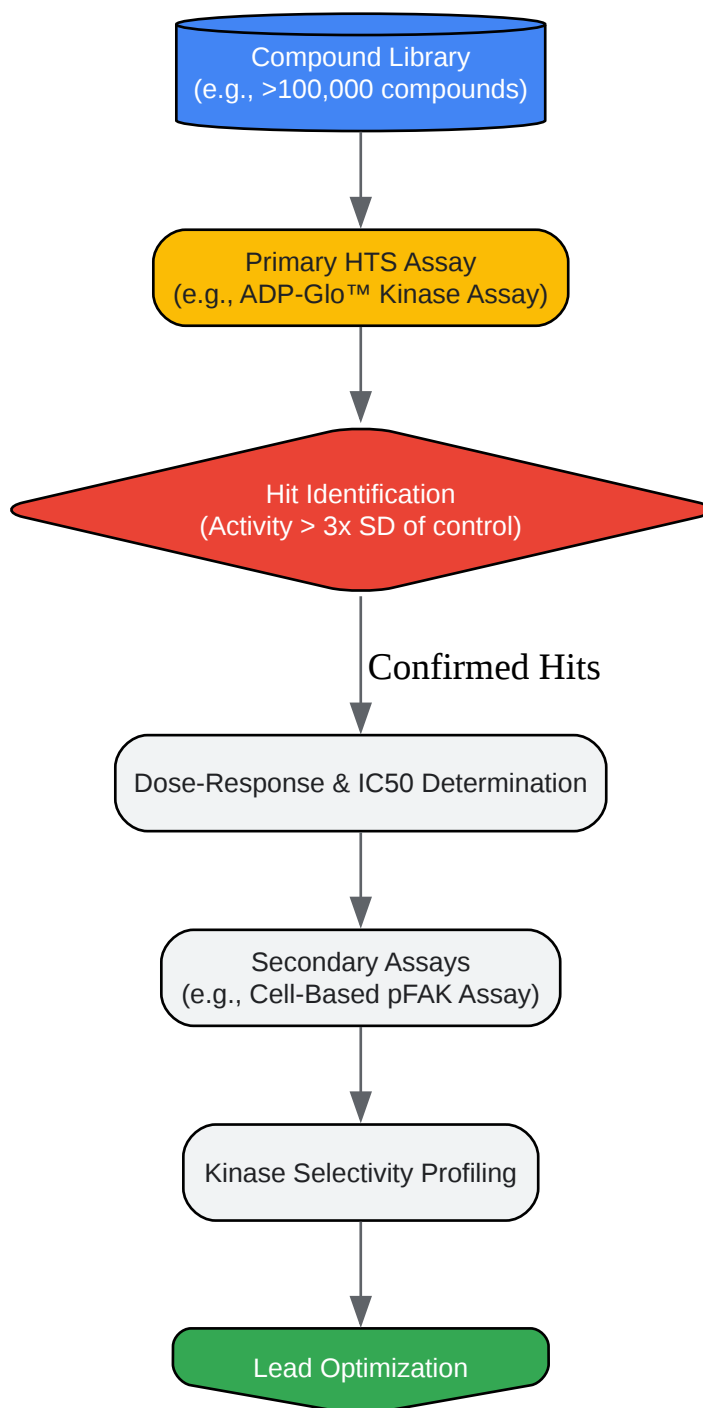 Compound Library
(e.g., >100,000 compounds)
Primary HTS Assay
(e.g., ADP-Glo™ Kinase Assay)
Hit Identification
(Activity > 3x SD of control)
Confirmed Hits
Dose-Response & IC50 Determination
Secondary Assays
(e.g., Cell-Based pFAK Assay)
Kinase Selectivity Profiling
Lead Optimization